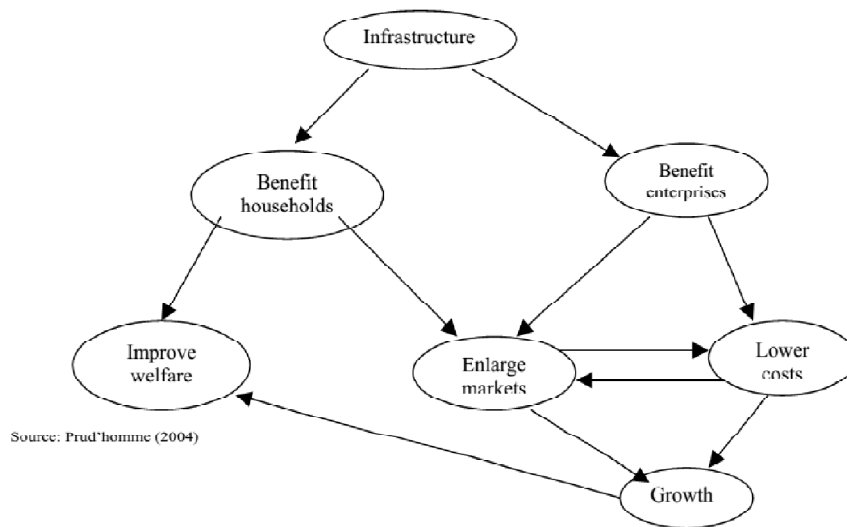 Infrastructure
Benefit
households
Benefit
enterprises
Improve
welfare
Enlarge
markets
Lower
costs
Source: Prud'homme (2004)
Growth